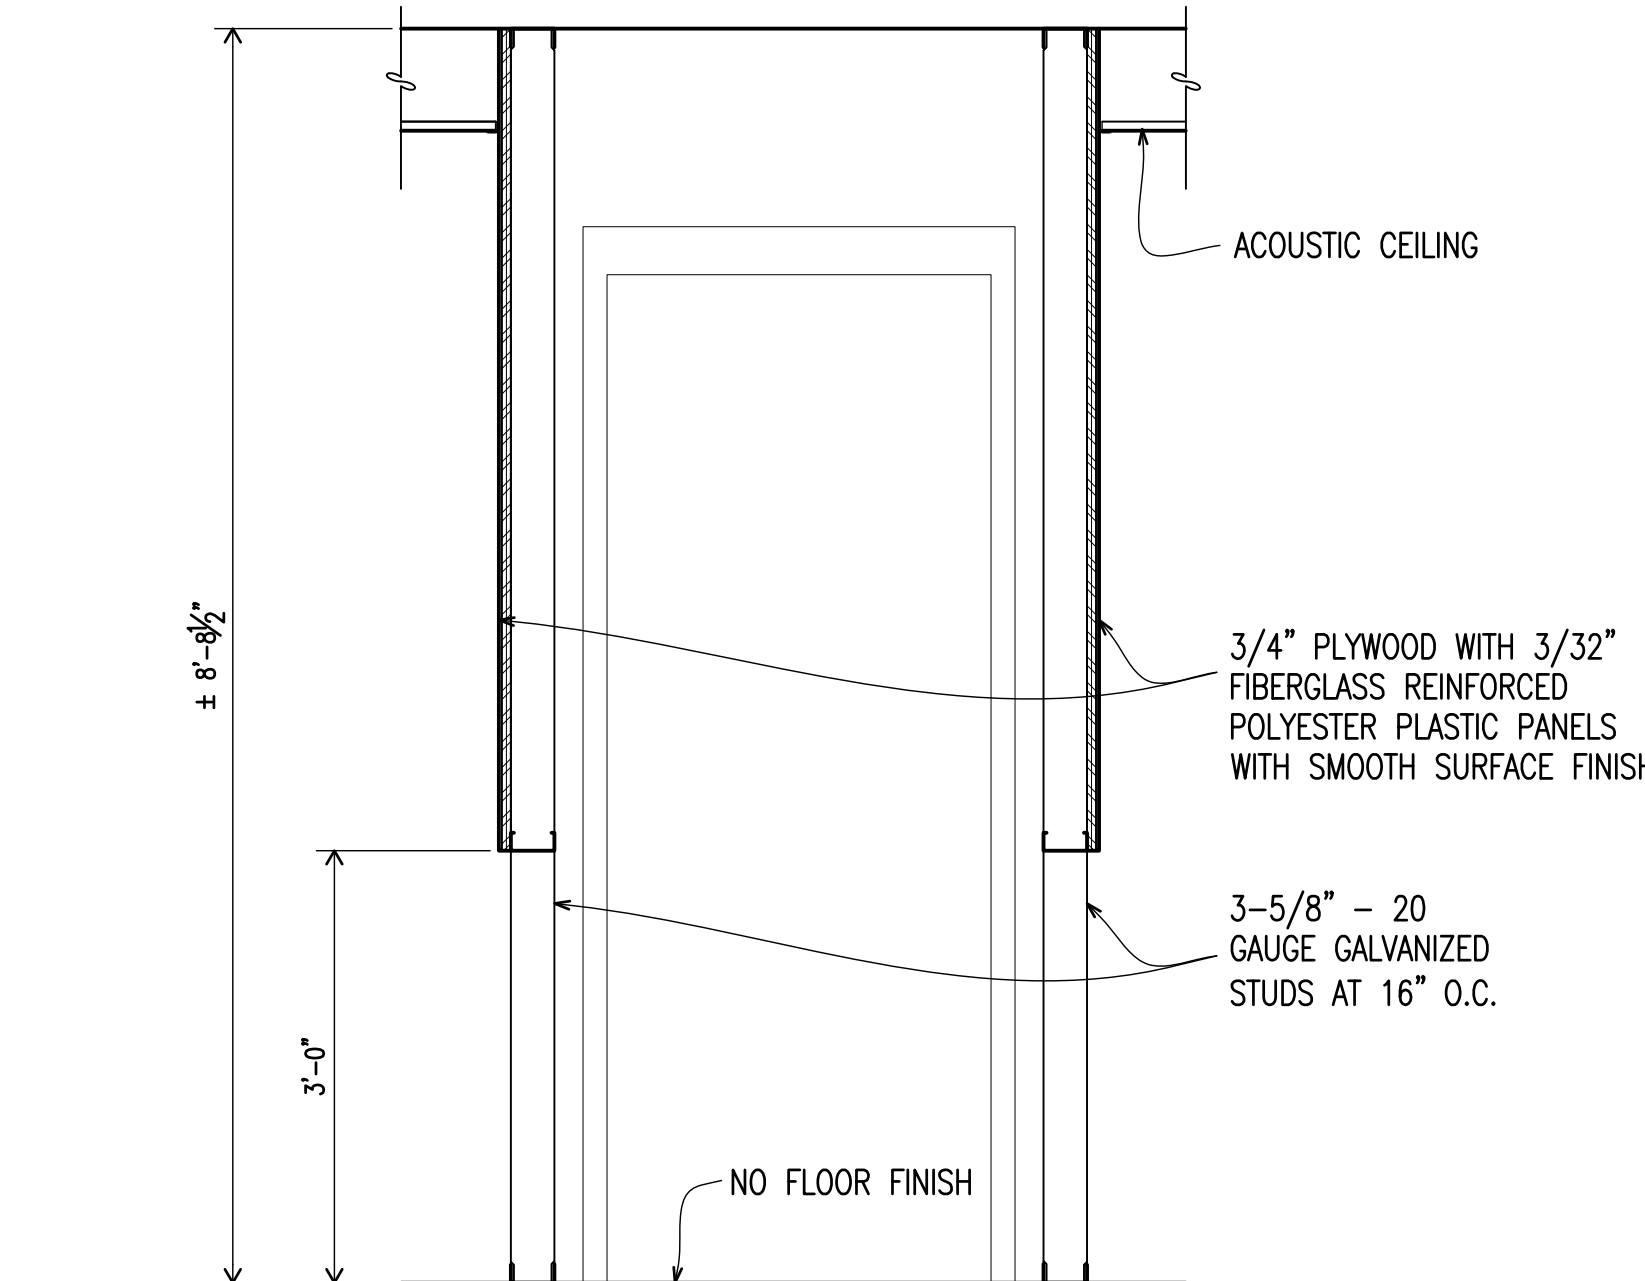 ACOUSTIC CEILING
± 8'-8½"
3/4" PLYWOOD WITH 3/32"
FIBERGLASS REINFORCED
POLYESTER PLASTIC PANELS
WITH SMOOTH SURFACE FINISH
3-5/8" - 20
GAUGE GALVANIZED
STUDS AT 16" O.C.
3'-0"
NO FLOOR FINISH